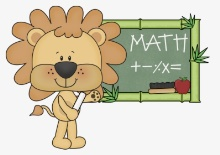 MATH
+-%x=